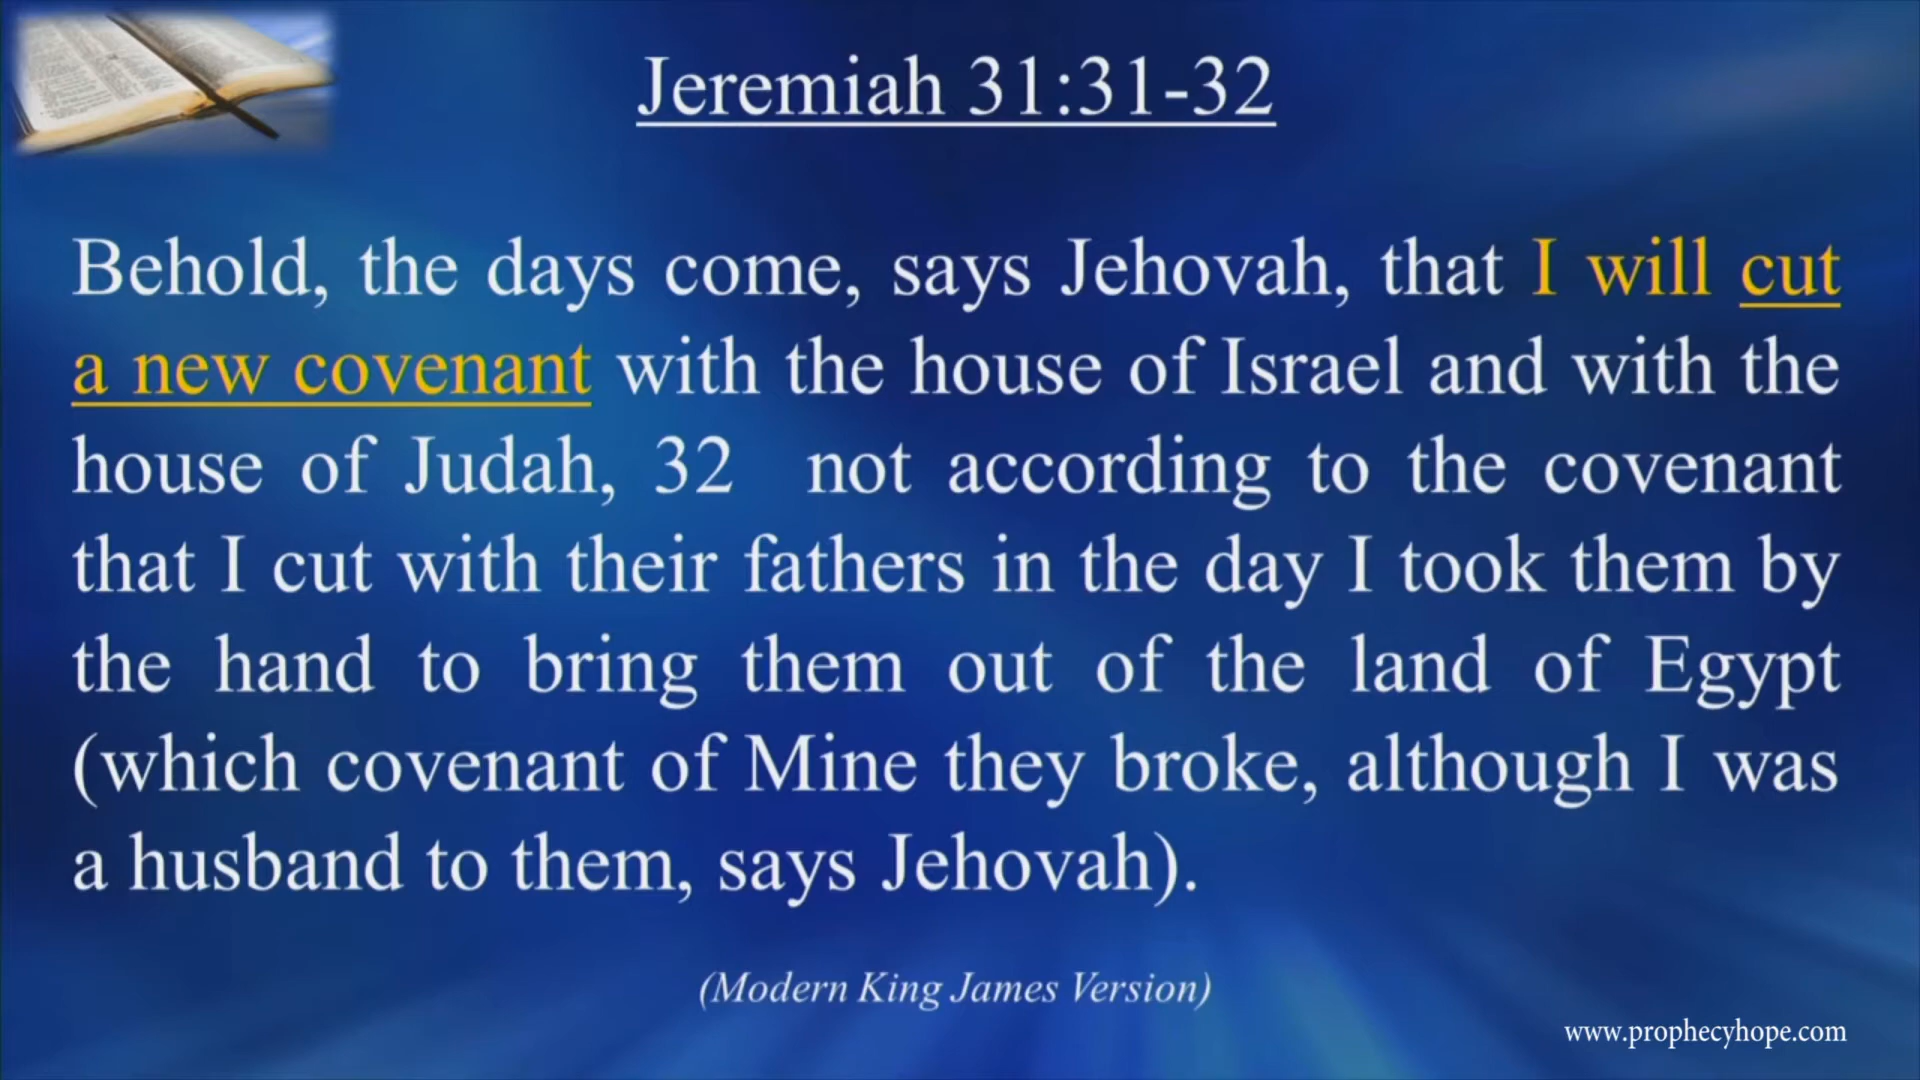 Jeremiah 31:31-32
Behold, the days come, says Jehovah, that I will cut
a new covenant with the house of Israel and with the
house of Judah, 32 not according to the covenant
that I cut with their fathers in the day I took them by
the hand to bring them out of the land of Egypt
(which covenant of Mine they broke, although I was
a husband to them, says Jehovah).
(Modern King James Version)
www.prophecyhope.com